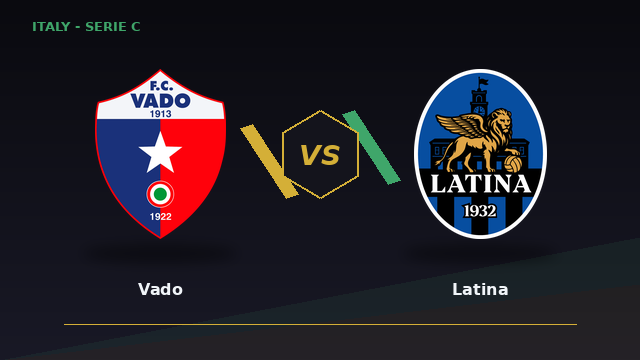 ITALY - SERIE C
F.C.
VADO
1913
1922
VS
LATINA
1932
Vado
Latina